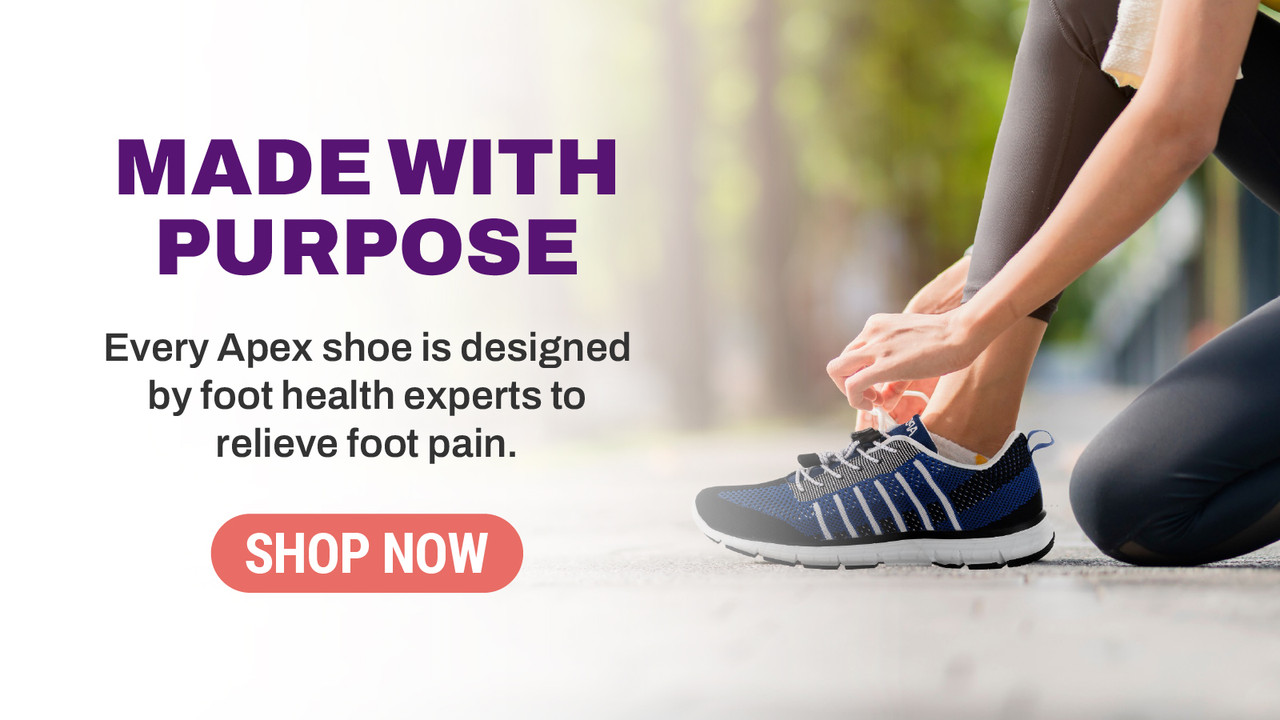 MADE WITH
PURPOSE
Every Apex shoe is designed
by foot health experts to
relieve foot pain.
SHOP NOW